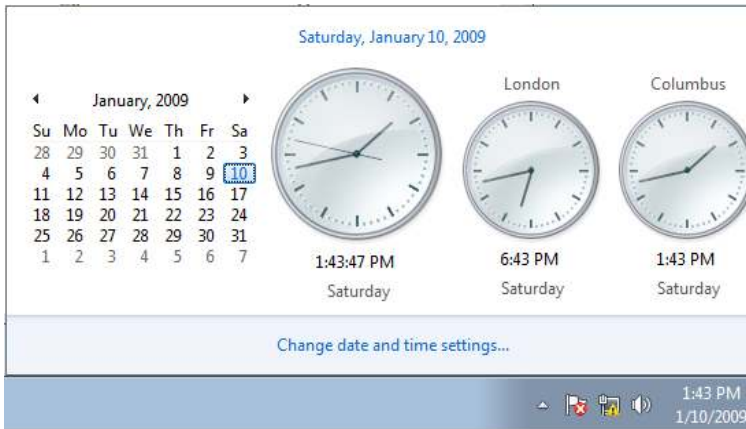 Saturday, January 10, 2009
January, 2009
Su Mo Tu We Th Fr Sa
28 29 30 31 1 2 3
4 5 6 7 8 9 10
11 12 13 14 15 16 17
18 19 20 21 22 23 24
25 26 27 28 29 30 31
1 2 3 4 5 6 7
1:43:47 PM
Saturday
London
6:43 PM
Saturday
Columbus
1:43 PM
Saturday
Change date and time settings...
1:43 PM
1/10/2009